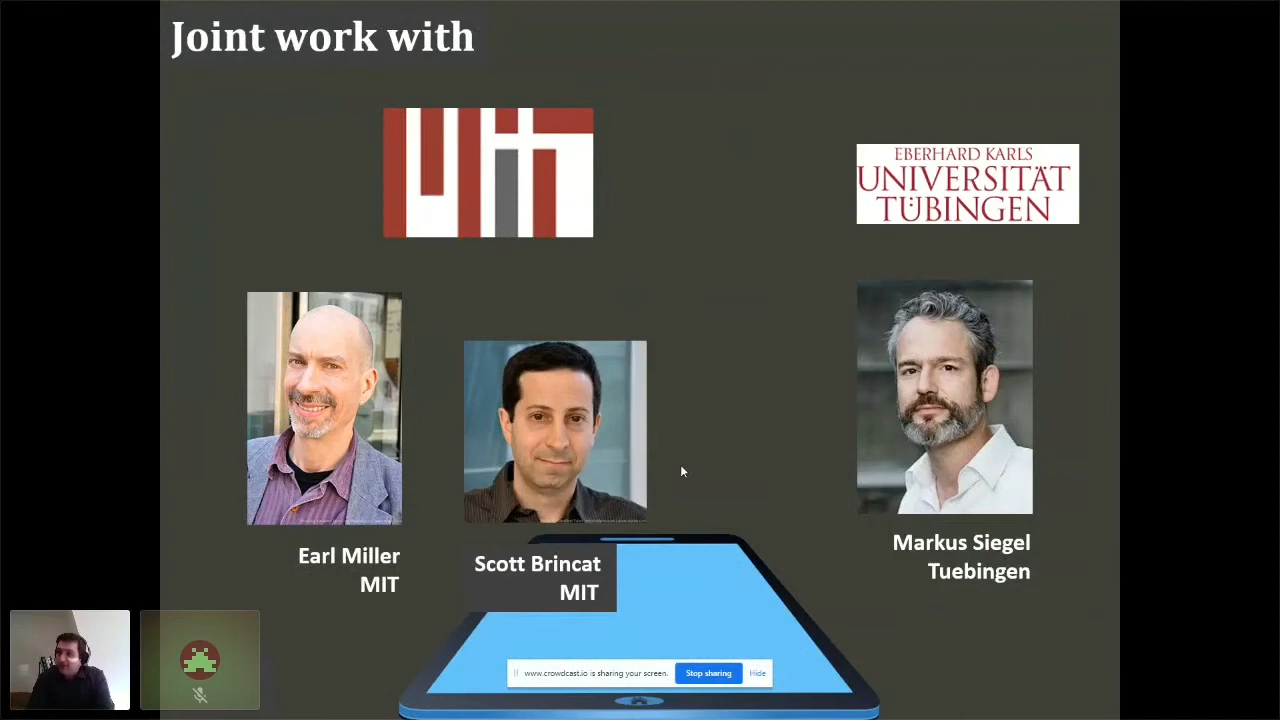 Joint work with
MIT
EBERHARD KARLS
UNIVERSITÄT
TÜBINGEN
Earl Miller
MIT
Scott Brincat
MIT
Markus Siegel
Tuebingen
www.crowdcast.io is sharing your screen.
Stop sharing
Hide